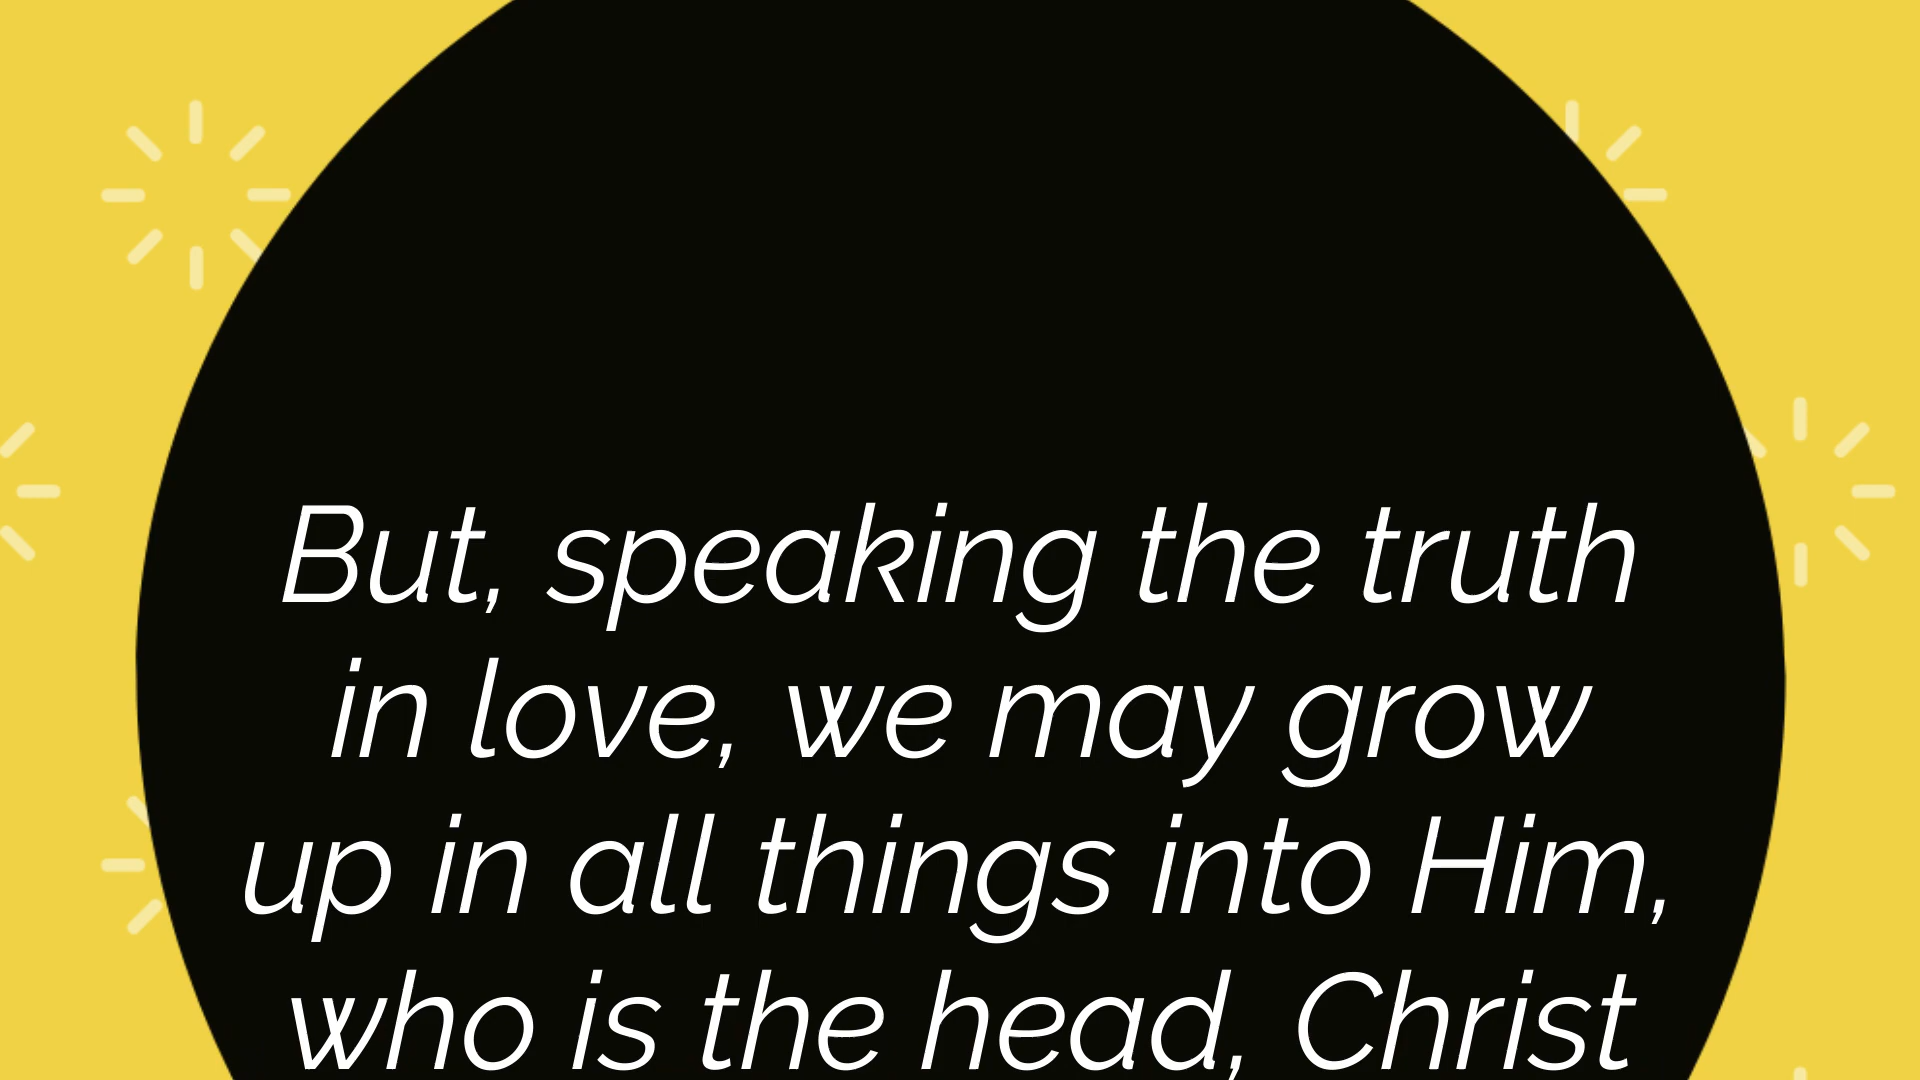 But, speaking the truth
in love, we may grow
up in all things into Him,
who is the head, Christ